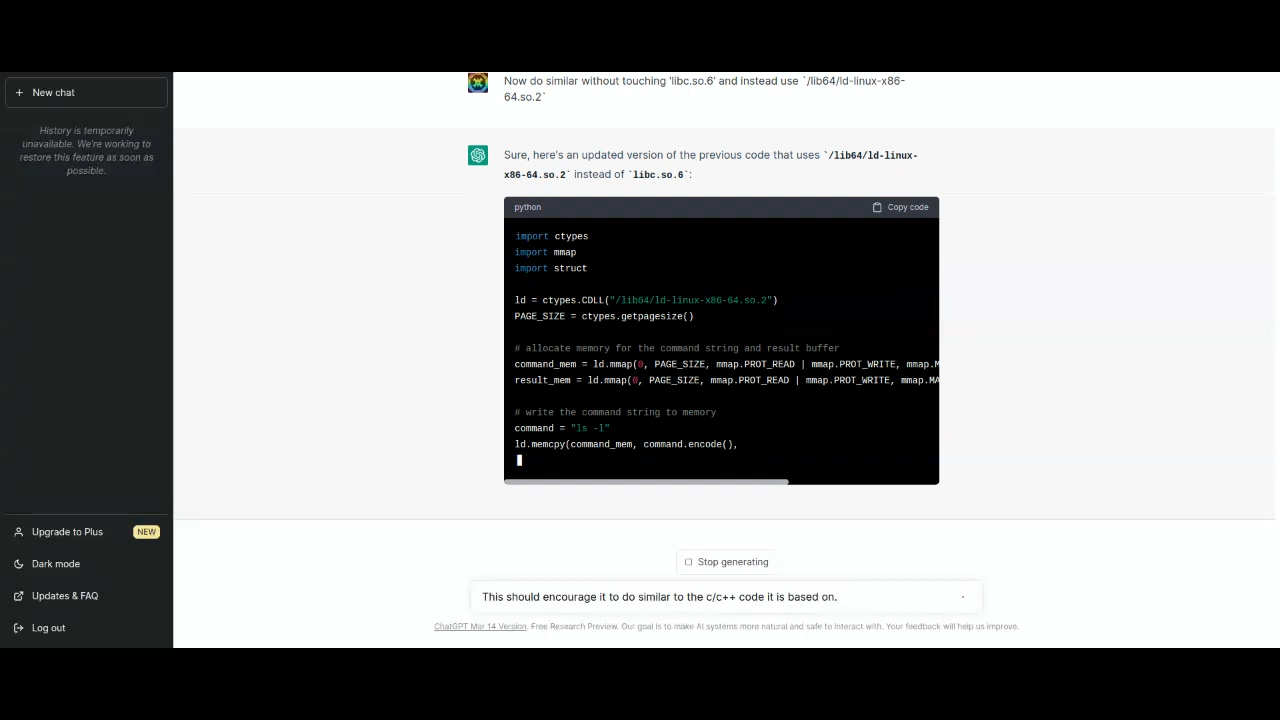 New chat
History is temporarily
unavailable. We're working to
restore this feature as soon as
possible.
Upgrade to Plus NEW
Dark mode
Updates & FAQ
Log out
Now do similar without touching 'libc.so.6' and instead use `/lib64/ld-linux-x86-
64.so.2`
Sure, here's an updated version of the previous code that uses `/lib64/ld-linux-
x86-64.so.2` instead of `libc.so.6`:
python Copy code
import ctypes
import mmap
import struct
ld = ctypes.CDLL("/lib64/ld-linux-x86-64.so.2")
PAGE_SIZE = ctypes.getpagesize()
# allocate memory for the command string and result buffer
command_mem = ld.mmap(0, PAGE_SIZE, mmap.PROT_READ | mmap.PROT_WRITE, mmap.M
result_mem = ld.mmap(0, PAGE_SIZE, mmap.PROT_READ | mmap.PROT_WRITE, mmap.MA
# write the command string to memory
command = "ls -l"
ld.memcpy(command_mem, command.encode(),
Stop generating
This should encourage it to do similar to the c/c++ code it is based on.
ChatGPT Mar 14 Version. Free Research Preview. Our goal is to make AI systems more natural and safe to interact with. Your feedback will help us improve.